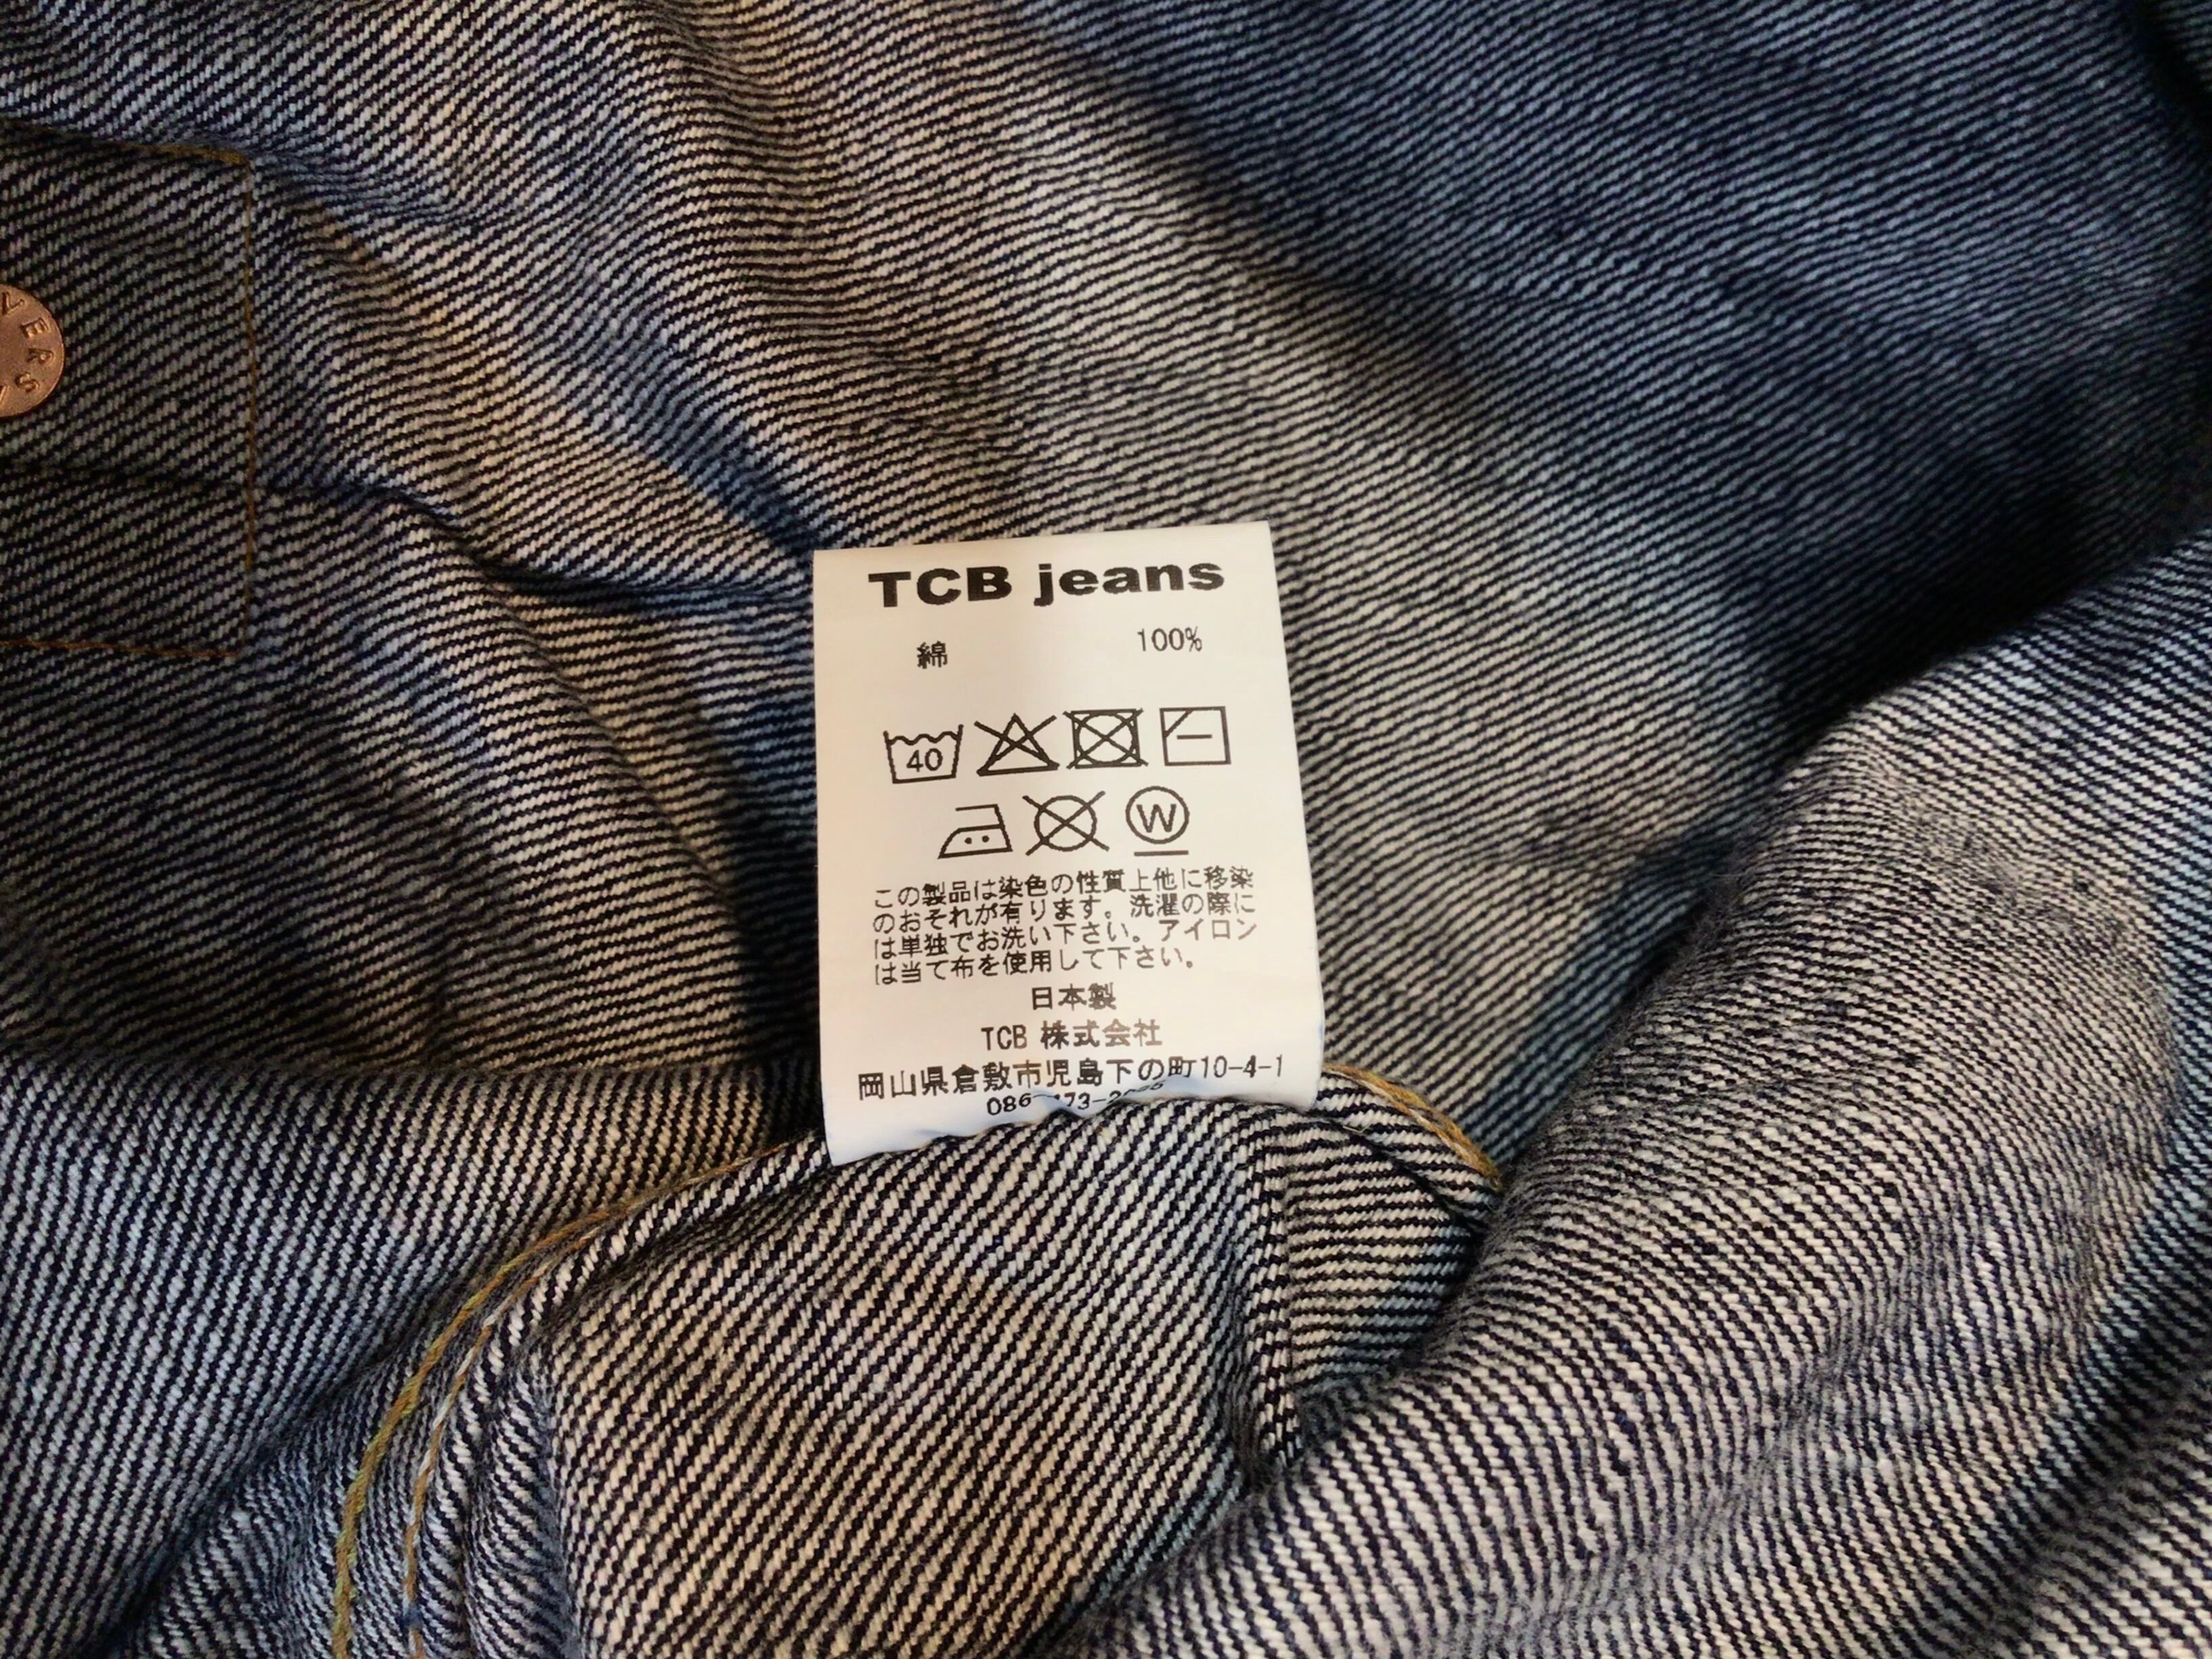 TCB jeans
綿 100%
40
W
この製品は染色の性質上他に移染
のおそれが有ります。洗濯の際に
は単独でお洗い下さい。アイロン
は当て布を使用して下さい。
日本製
TCB 株式会社
岡山県倉敷市児島下の町10-4-1
VERS